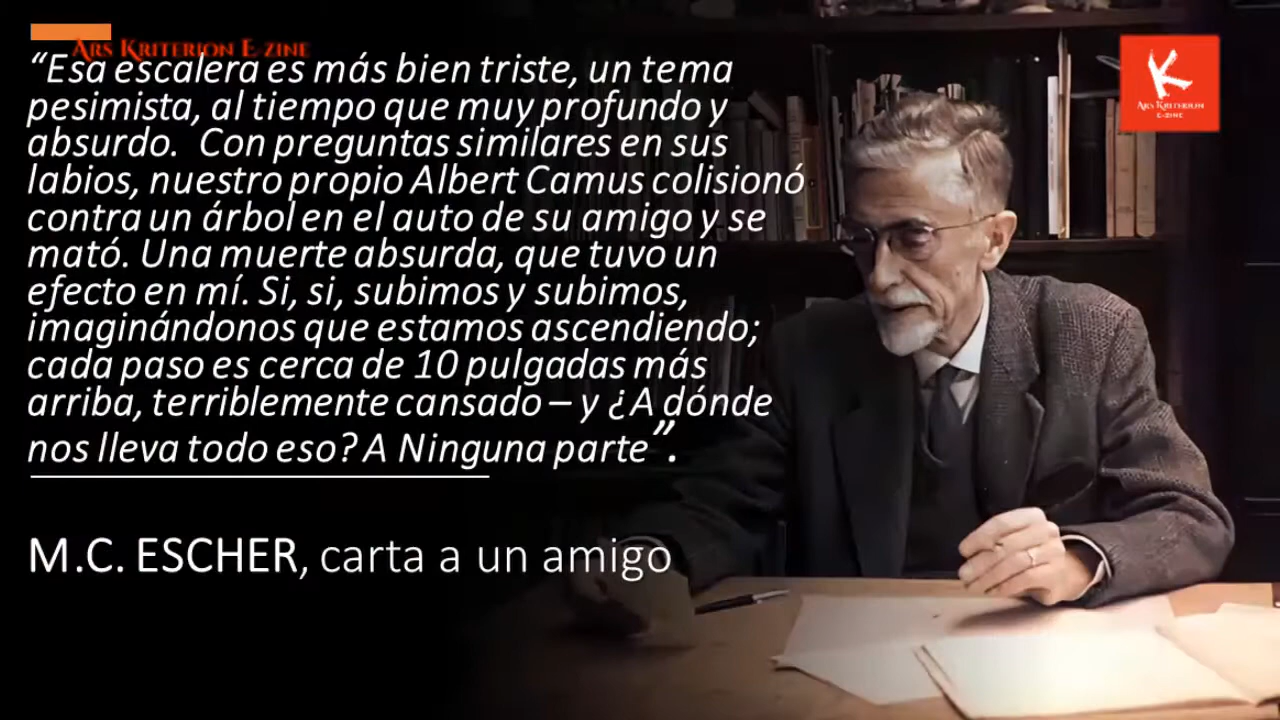 Ars Kriterion E-zine
“Esa escalera es más bien triste, un tema
pesimista, al tiempo que muy profundo y
absurdo. Con preguntas similares en sus
labios, nuestro propio Albert Camus colisionó
contra un árbol en el auto de su amigo y se
mató. Una muerte absurda, que tuvo un
efecto en mí. Si, si, subimos y subimos,
imaginándonos que estamos ascendiendo;
cada paso es cerca de 10 pulgadas más
arriba, terriblemente cansado – y ¿A dónde
nos lleva todo eso? A Ninguna parte”.
M.C. ESCHER, carta a un amigo
K
Ars Kriterion
E-zine